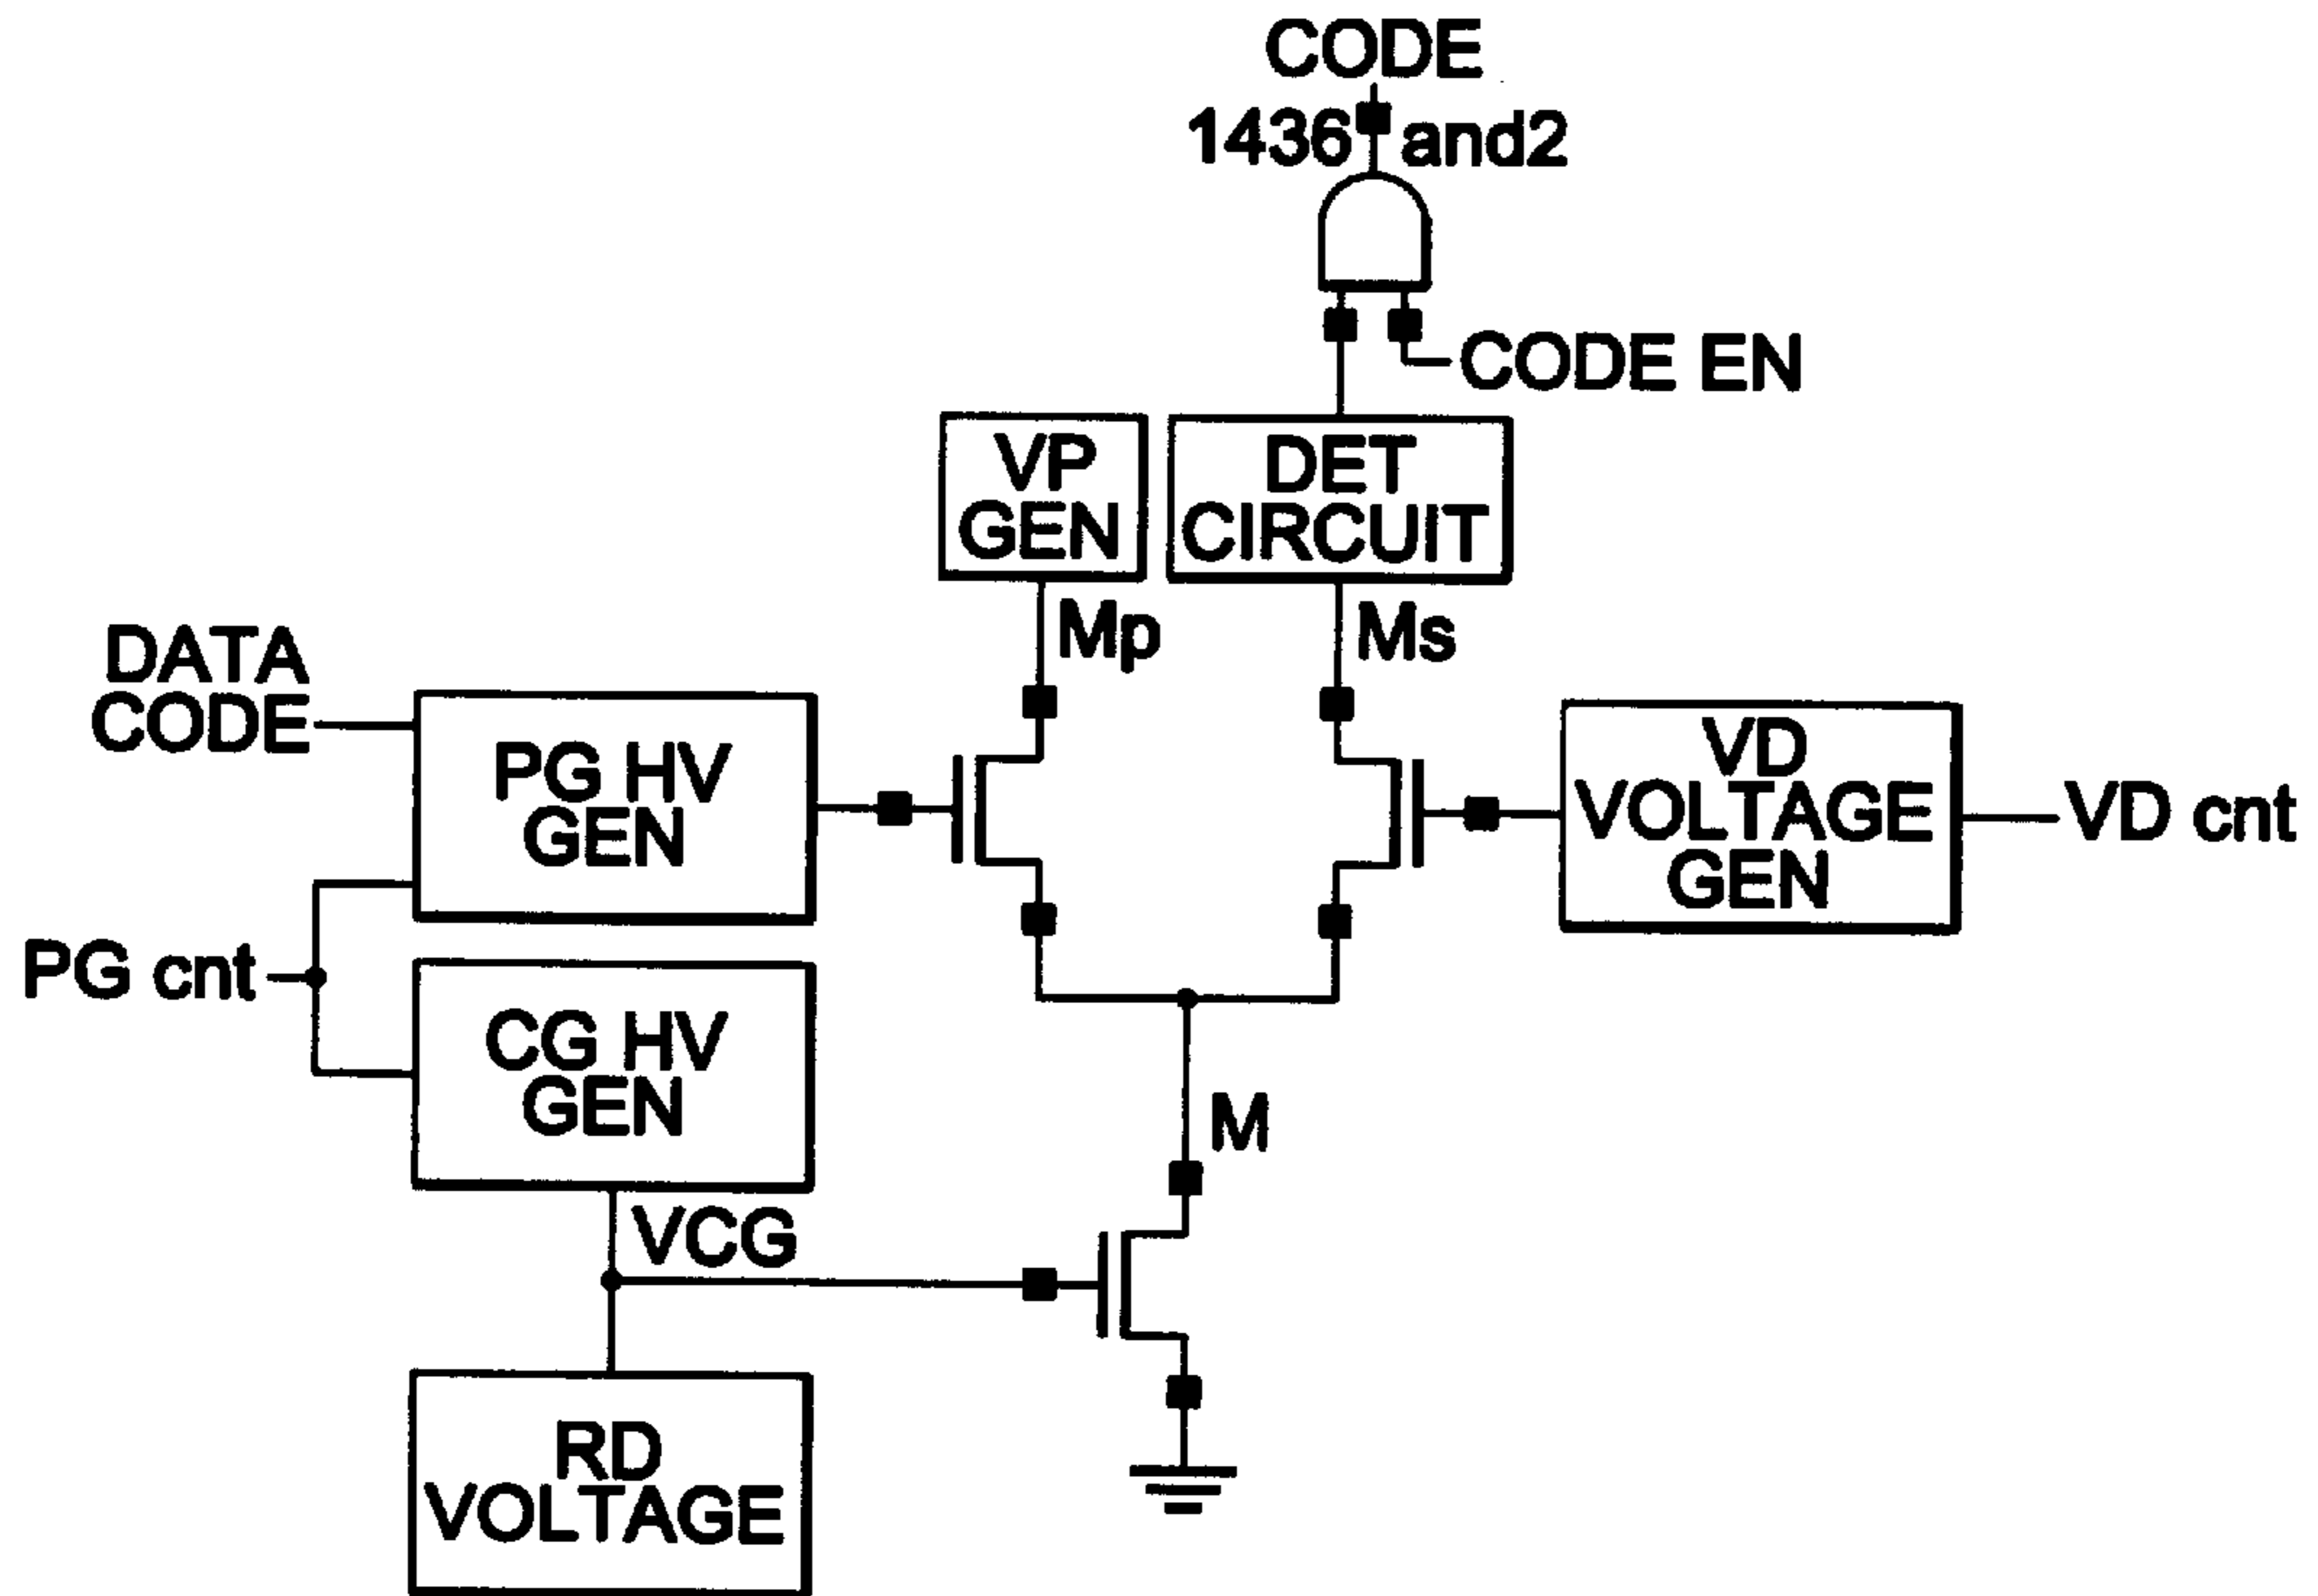 CODE
1436 and2
CODE EN
VP
GEN
DET
CIRCUIT
Mp
Ms
DATA
CODE
PG HV
GEN
VD
VOLTAGE
GEN
VD cnt
PG cnt
CG HV
GEN
M
VCG
RD
VOLTAGE